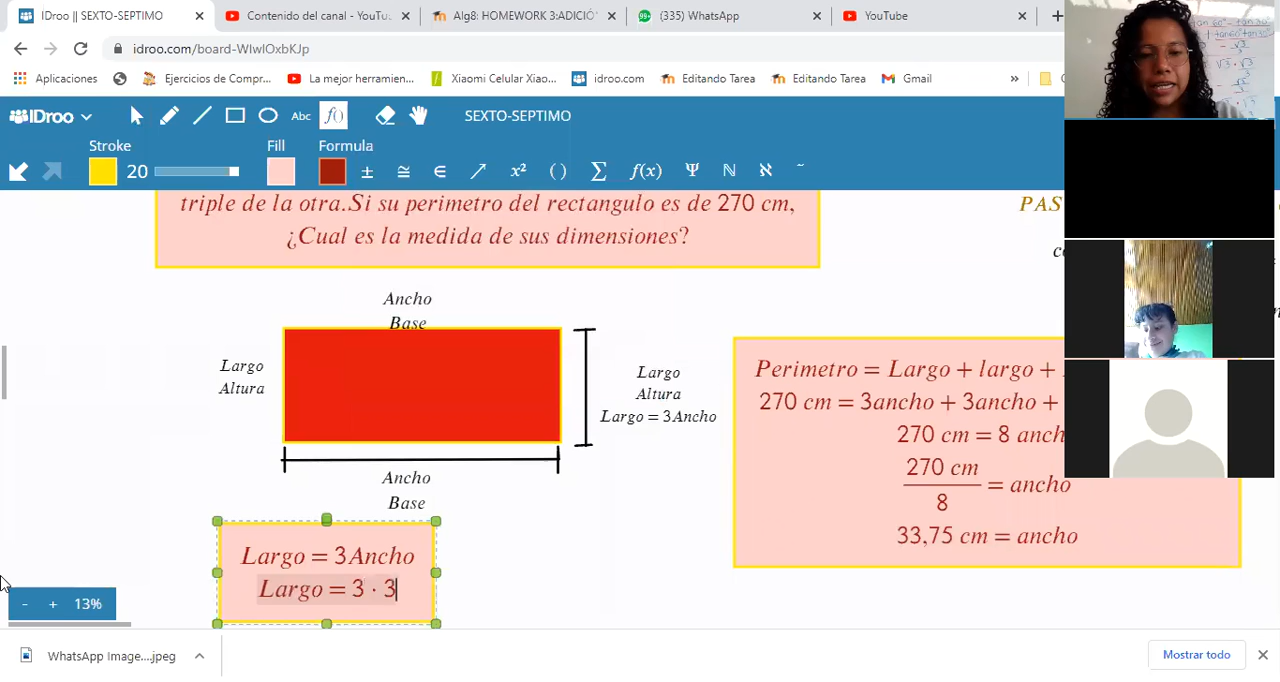 IDroo || SEXTO-SEPTIMO
Contenido del canal - YouTu
Alg8: HOMEWORK 3:ADICIÓ
(335) WhatsApp
YouTube
idroo.com/board-WIwIOxbKJp
Aplicaciones
Ejercicios de Compr...
La mejor herramien...
Xiaomi Celular Xiao...
idroo.com
Editando Tarea
Editando Tarea
Gmail
»
IDroo
Abc
f()
SEXTO-SEPTIMO
Stroke
Fill
Formula
20
± ≅ ∈ x² ( ) ∑ f(x) Ψ ℕ ℵ
triple de la otra.Si su perimetro del rectangulo es de 270 cm,
¿Cual es la medida de sus dimensiones?
PAS
Ancho
Base
Largo
Altura
Largo
Altura
Largo = 3Ancho
Ancho
Base
Perimetro = Largo + largo +
270 cm = 3ancho + 3ancho +
270 cm = 8 anch
270 cm
8
= ancho
33,75 cm = ancho
Largo = 3Ancho
Largo = 3 · 3
- + 13%
WhatsApp Image....jpeg
Mostrar todo